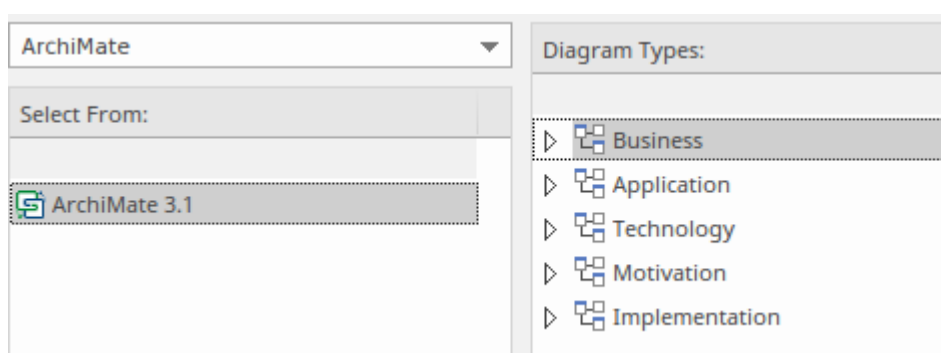 ArchiMate
Select From:
ArchiMate 3.1
Diagram Types:
Business
Application
Technology
Motivation
Implementation